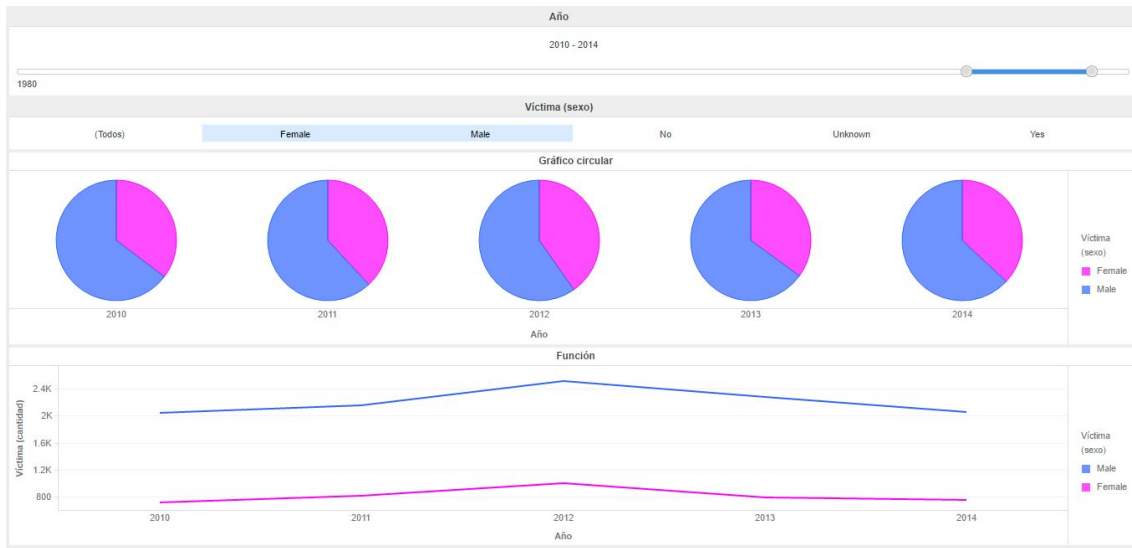 Año
2010 - 2014
1980
Víctima (sexo)
(Todos) Female Male No Unknown Yes
Gráfico circular
2010 2011 2012 2013 2014
Año
Víctima
(sexo)
Female
Male
Función
Víctima (cantidad)
2.4K
2K
1.6K
1.2K
800
2010 2011 2012 2013 2014
Año
Víctima
(sexo)
Male
Female